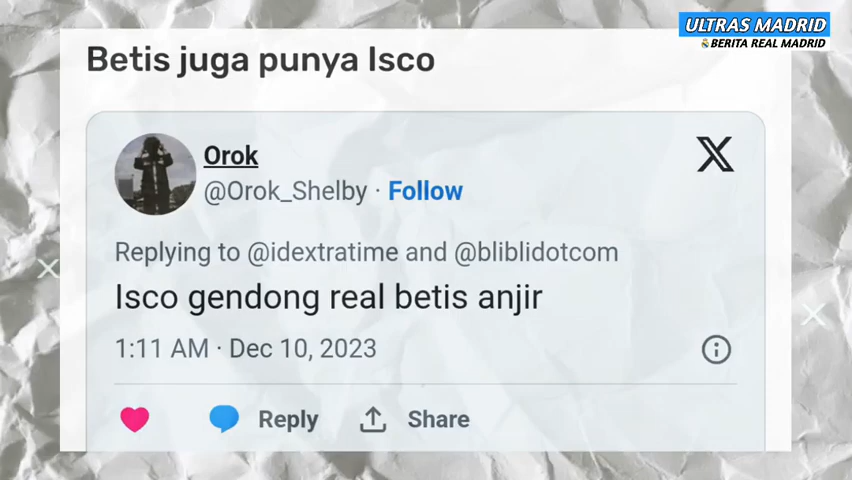 ULTRAS MADRID
BERITA REAL MADRID
Betis juga punya Isco
Orok
@Orok_Shelby · Follow
Replying to @idextratime and @bliblidotcom
Isco gendong real betis anjir
1:11 AM · Dec 10, 2023
Reply Share